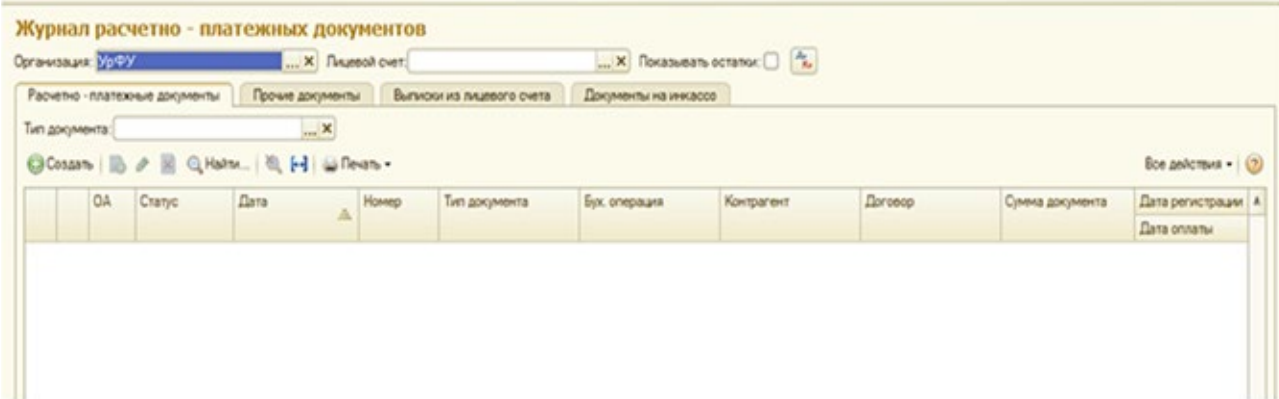 Журнал расчетно - платежных документов
Организация: УрФУ ... X Лицевой счет: ... X Показывать остатки:
Расчетно - платежные документы Прочие документы Выписки из лицевого счета Документы на инкассо
Тип документа: ... X
Создать Найти... Печать Все действия ?
ОА Статус Дата Номер Тип документа Бух. операция Контрагент Договор Сумма документа Дата регистрации
Дата оплаты